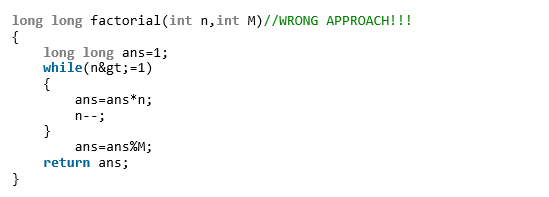 long long factorial(int n,int M)//WRONG APPROACH!!!
{
    long long ans=1;
    while(n&gt;=1)
    {
        ans=ans*n;
        n--;
    }
        ans=ans%M;
    return ans;
}